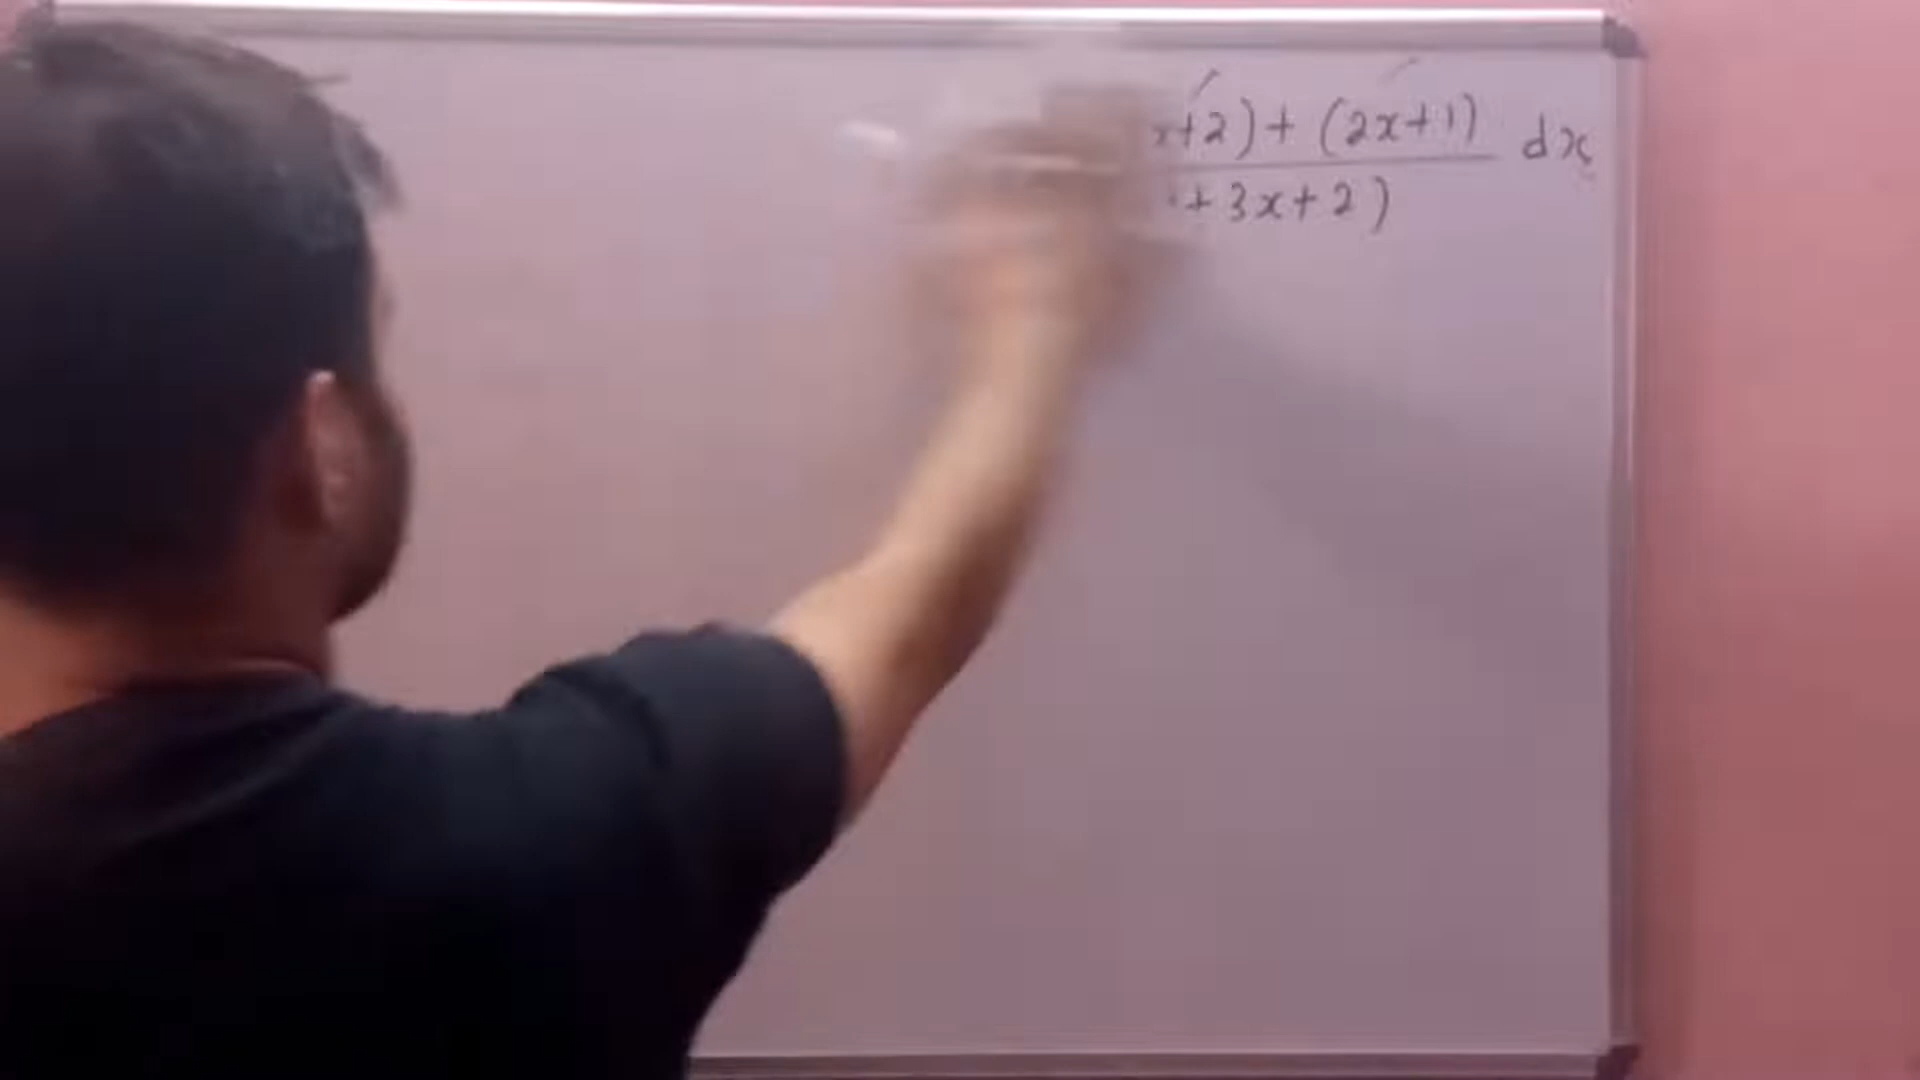 x+2) + (2x+1) dx
+3x+2)